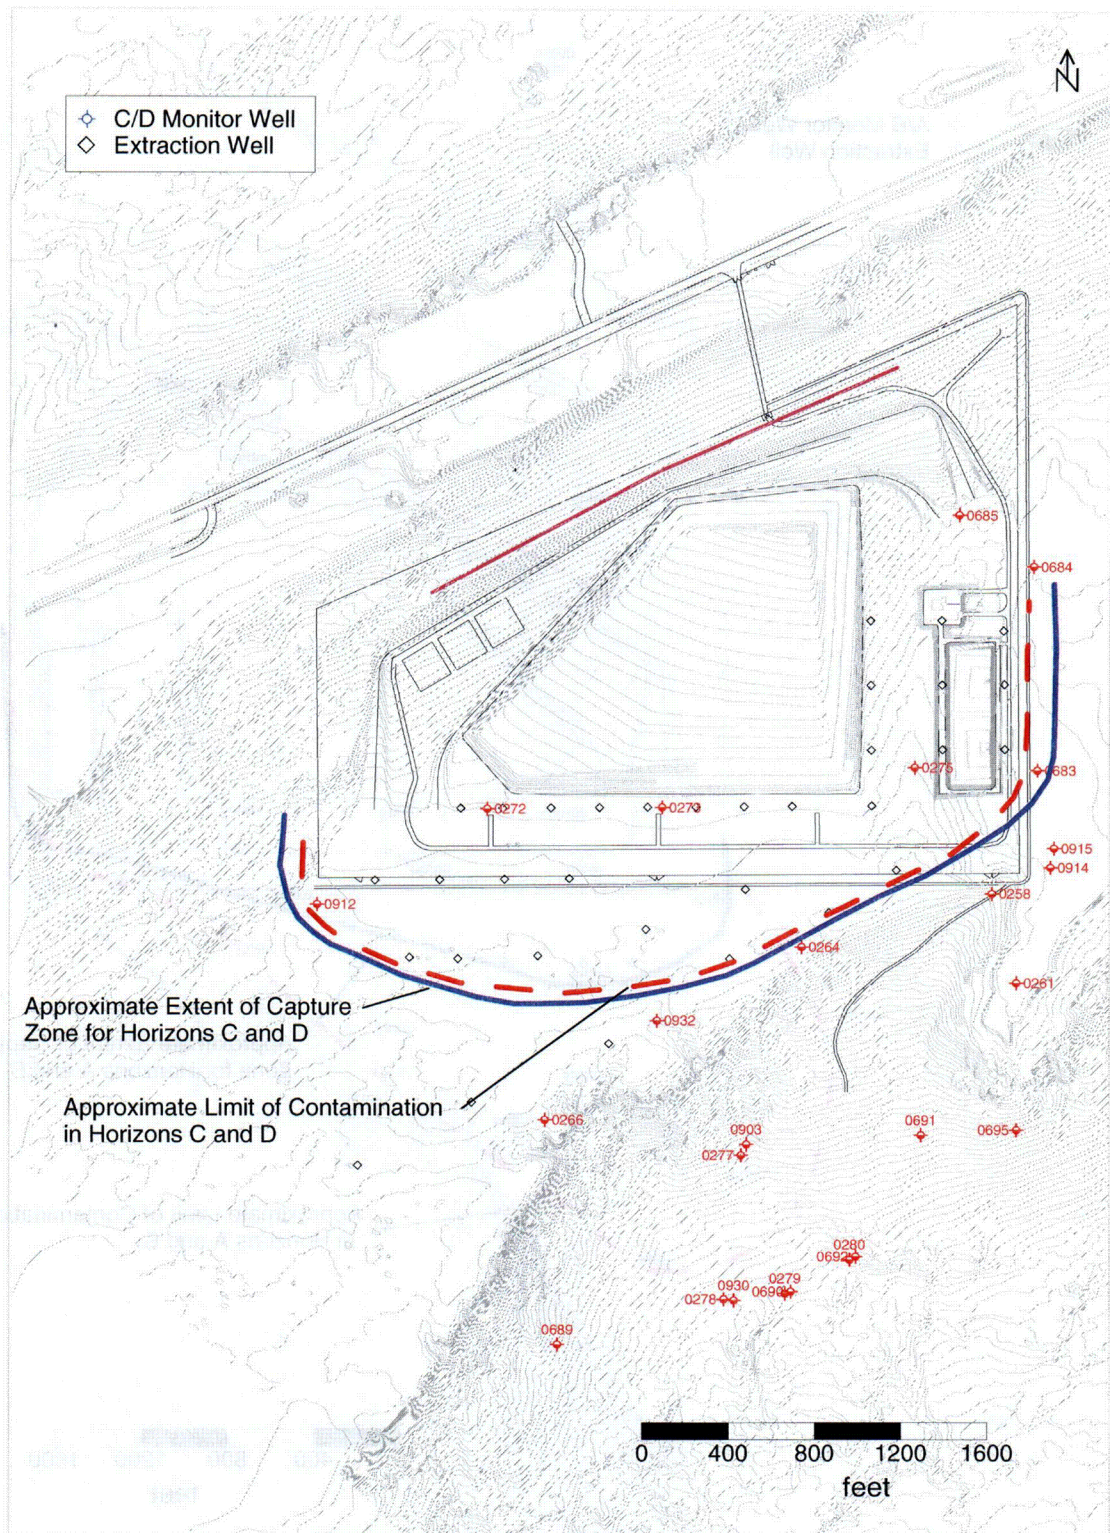 N
C/D Monitor Well
Extraction Well
0685
0684
0275
0683
0272
0273
0915
0914
0258
0912
0264
0261
Approximate Extent of Capture
Zone for Horizons C and D
0932
Approximate Limit of Contamination
in Horizons C and D
0266
0903
0277
0691
0695
0280
0692
0279
0690
0930
0278
0689
0 400 800 1200 1600
feet